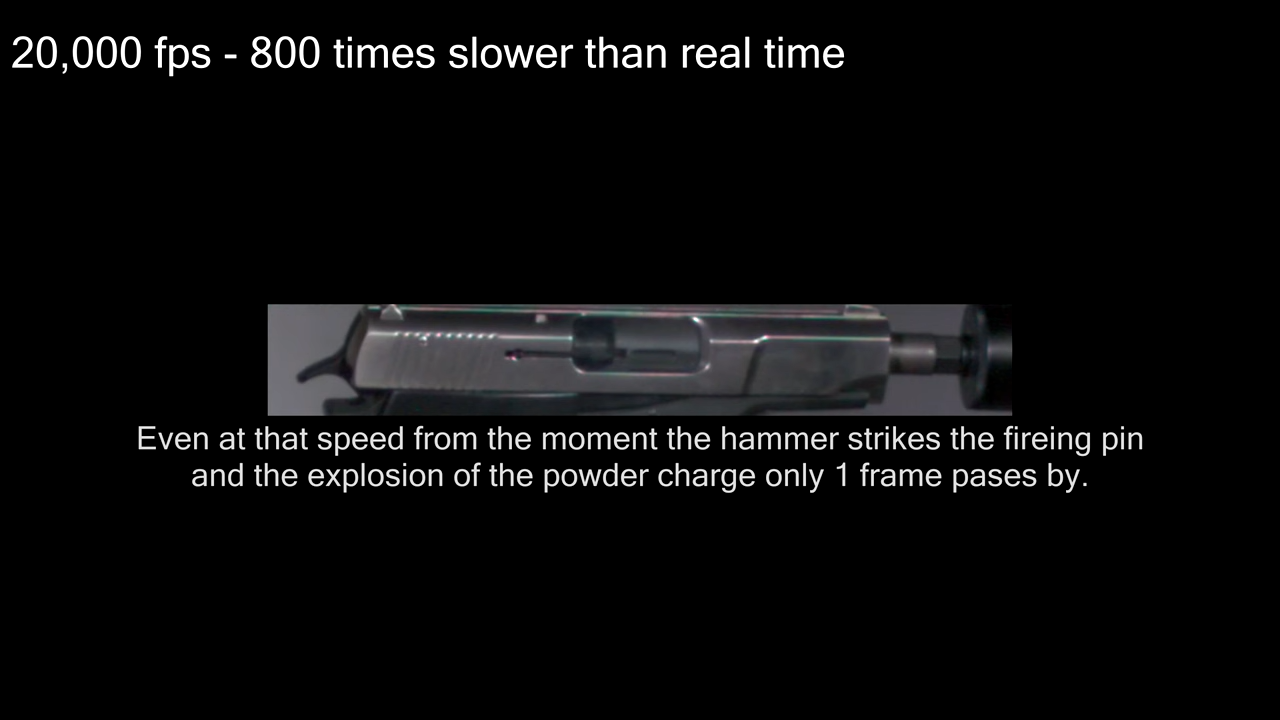 20,000 fps - 800 times slower than real time
Even at that speed from the moment the hammer strikes the fireing pin
and the explosion of the powder charge only 1 frame pases by.